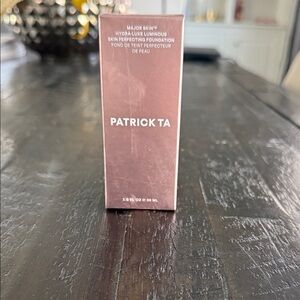 MAJOR SKIN™
HYDRA-LUXE LUMINOUS
SKIN PERFECTING FOUNDATION
FOND DE TEINT PERFECTEUR
DE PEAU
PATRICK TA